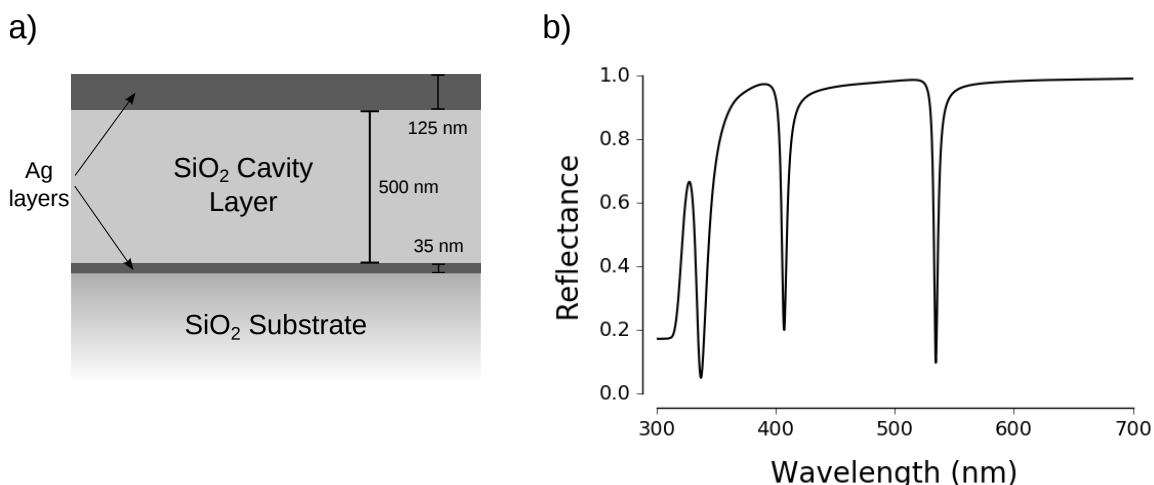 a)
Ag
layers
SiO₂ Cavity
Layer
125 nm
500 nm
35 nm
SiO₂ Substrate
b)
Reflectance
1.0
0.8
0.6
0.4
0.2
0.0
300 400 500 600 700
Wavelength (nm)